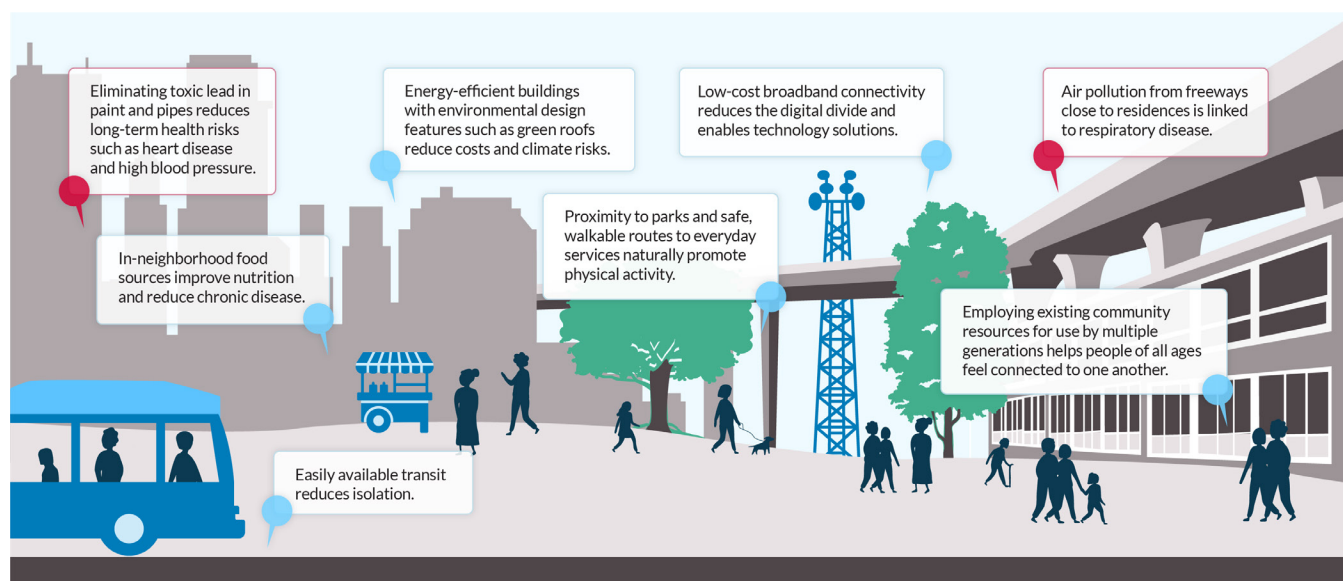 Eliminating toxic lead in
paint and pipes reduces
long-term health risks
such as heart disease
and high blood pressure.
Energy-efficient buildings
with environmental design
features such as green roofs
reduce costs and climate risks.
Low-cost broadband connectivity
reduces the digital divide and
enables technology solutions.
Air pollution from freeways
close to residences is linked
to respiratory disease.
In-neighborhood food
sources improve nutrition
and reduce chronic disease.
Proximity to parks and safe,
walkable routes to everyday
services naturally promote
physical activity.
Employing existing community
resources for use by multiple
generations helps people of all ages
feel connected to one another.
Easily available transit
reduces isolation.